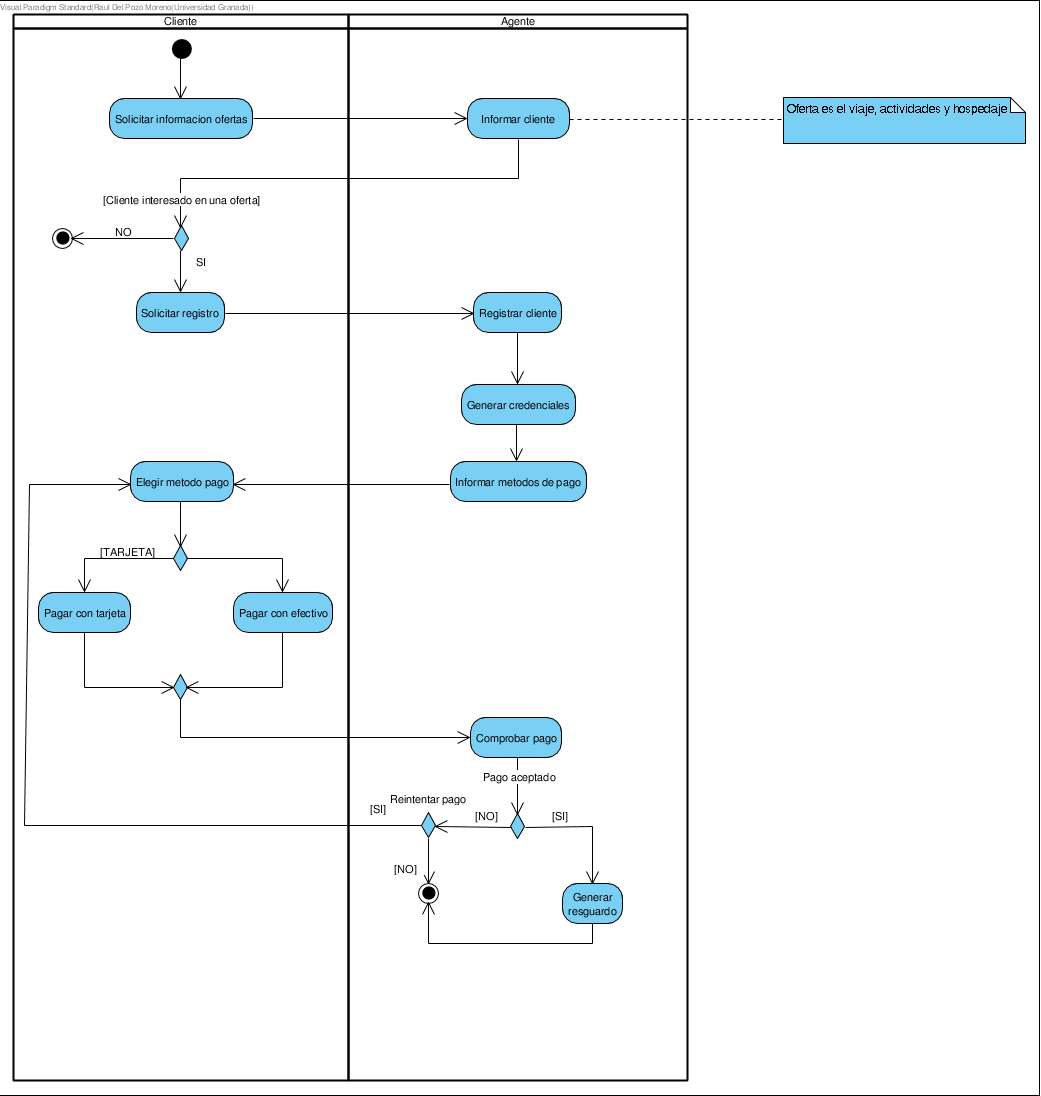 Visual Paradigm Standard(Raul Del Pozo Moreno(Universidad Granada))
Cliente
Agente
Solicitar informacion ofertas
Informar cliente
Oferta es el viaje, actividades y hospedaje
[Cliente interesado en una oferta]
NO
SI
Solicitar registro
Registrar cliente
Generar credenciales
Elegir metodo pago
Informar metodos de pago
[TARJETA]
Pagar con tarjeta
Pagar con efectivo
Comprobar pago
Pago aceptado
Reintentar pago
[SI]
[NO]
[SI]
[NO]
Generar
resguardo